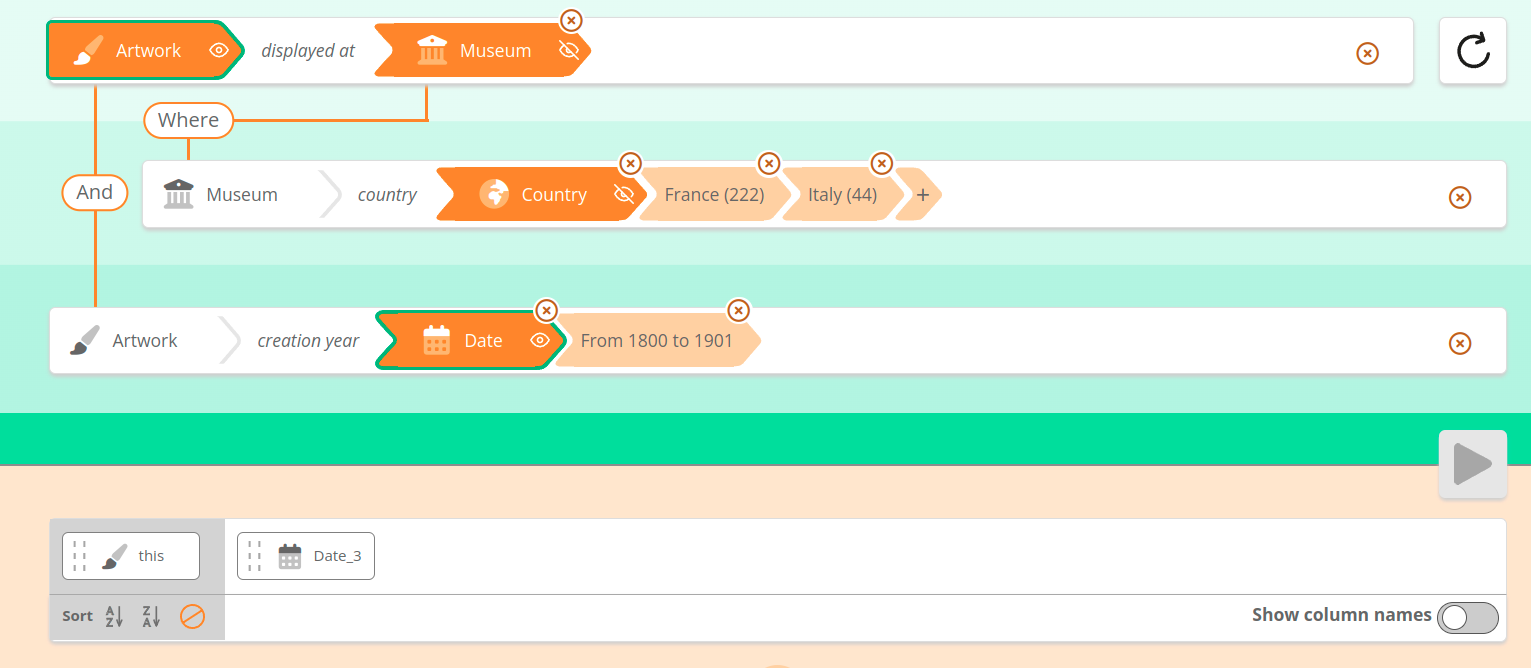 Artwork displayed at Museum
Where
And
Museum country Country France (222) Italy (44) +
Artwork creation year Date From 1800 to 1901
this Date_3
Sort A Z Z A Show column names